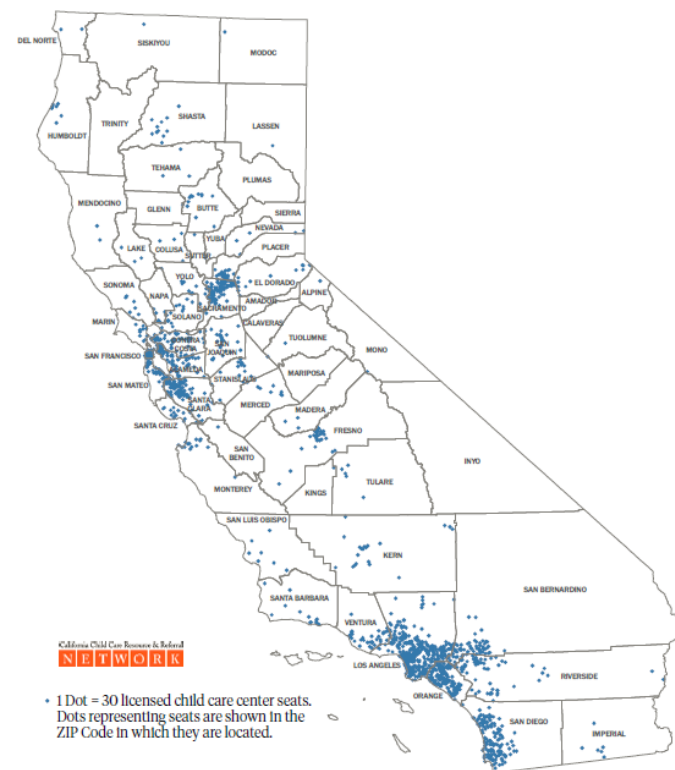 DEL NORTE
SISKIYOU
MODOC
HUMBOLDT
TRINITY
SHASTA
LASSEN
TEHAMA
PLUMAS
MENDOCINO
GLENN
BUTTE
SIERRA
NEVADA
YUBA
PLACER
LAKE
COLUSA
SUTTER
SONOMA
NAPA
YOLO
EL DORADO
SACRAMENTO
AMADOR
ALPINE
MARIN
SOLANO
CALAVERAS
CONTRA
COSTA
SAN
JOAQUIN
TUOLUMNE
MONO
SAN FRANCISCO
ALAMEDA
STANISLAUS
MARIPOSA
SAN MATEO
SANTA
CLARA
MERCED
MADERA
SANTA CRUZ
FRESNO
SAN
BENITO
INYO
MONTEREY
KINGS
TULARE
SAN LUIS OBISPO
KERN
SAN BERNARDINO
SANTA BARBARA
VENTURA
LOS ANGELES
RIVERSIDE
ORANGE
SAN DIEGO
IMPERIAL
California Child Care Resource & Referral
NETWORK
1 Dot = 30 licensed child care center seats.
Dots representing seats are shown in the
ZIP Code in which they are located.